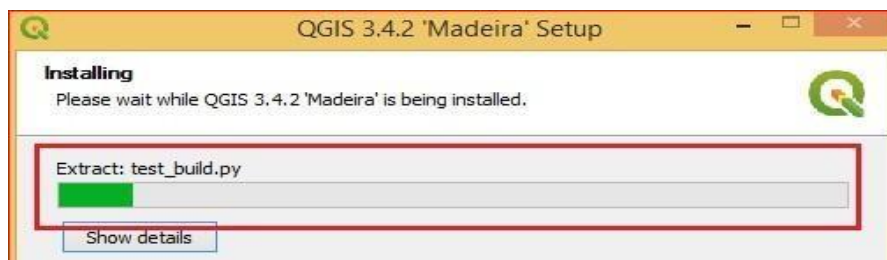 QGIS 3.4.2 'Madeira' Setup
Installing
Please wait while QGIS 3.4.2 'Madeira' is being installed.
Extract: test_build.py
Show details